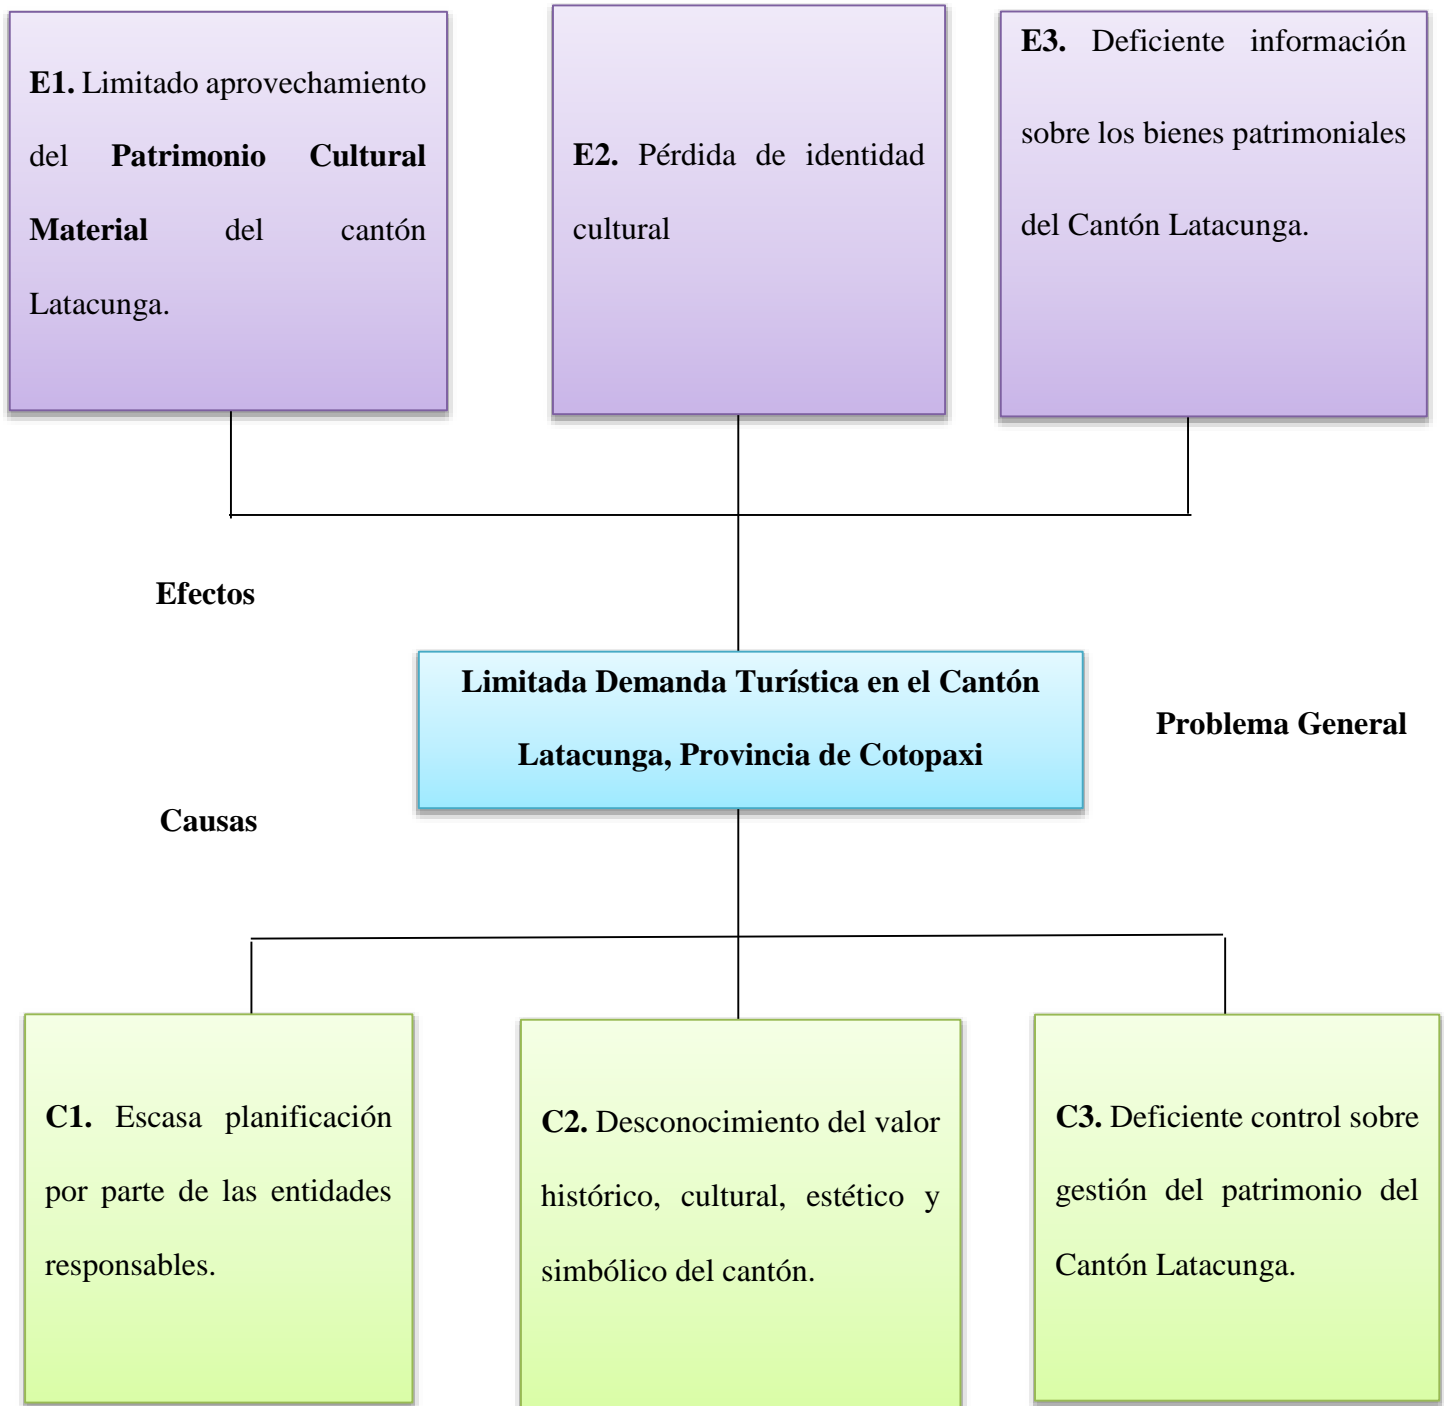 E1. Limitado aprovechamiento
del Patrimonio Cultural
Material del cantón
Latacunga.
E2. Pérdida de identidad
cultural
E3. Deficiente información
sobre los bienes patrimoniales
del Cantón Latacunga.
Efectos
Limitada Demanda Turística en el Cantón
Latacunga, Provincia de Cotopaxi
Problema General
Causas
C1. Escasa planificación
por parte de las entidades
responsables.
C2. Desconocimiento del valor
histórico, cultural, estético y
simbólico del cantón.
C3. Deficiente control sobre
gestión del patrimonio del
Cantón Latacunga.